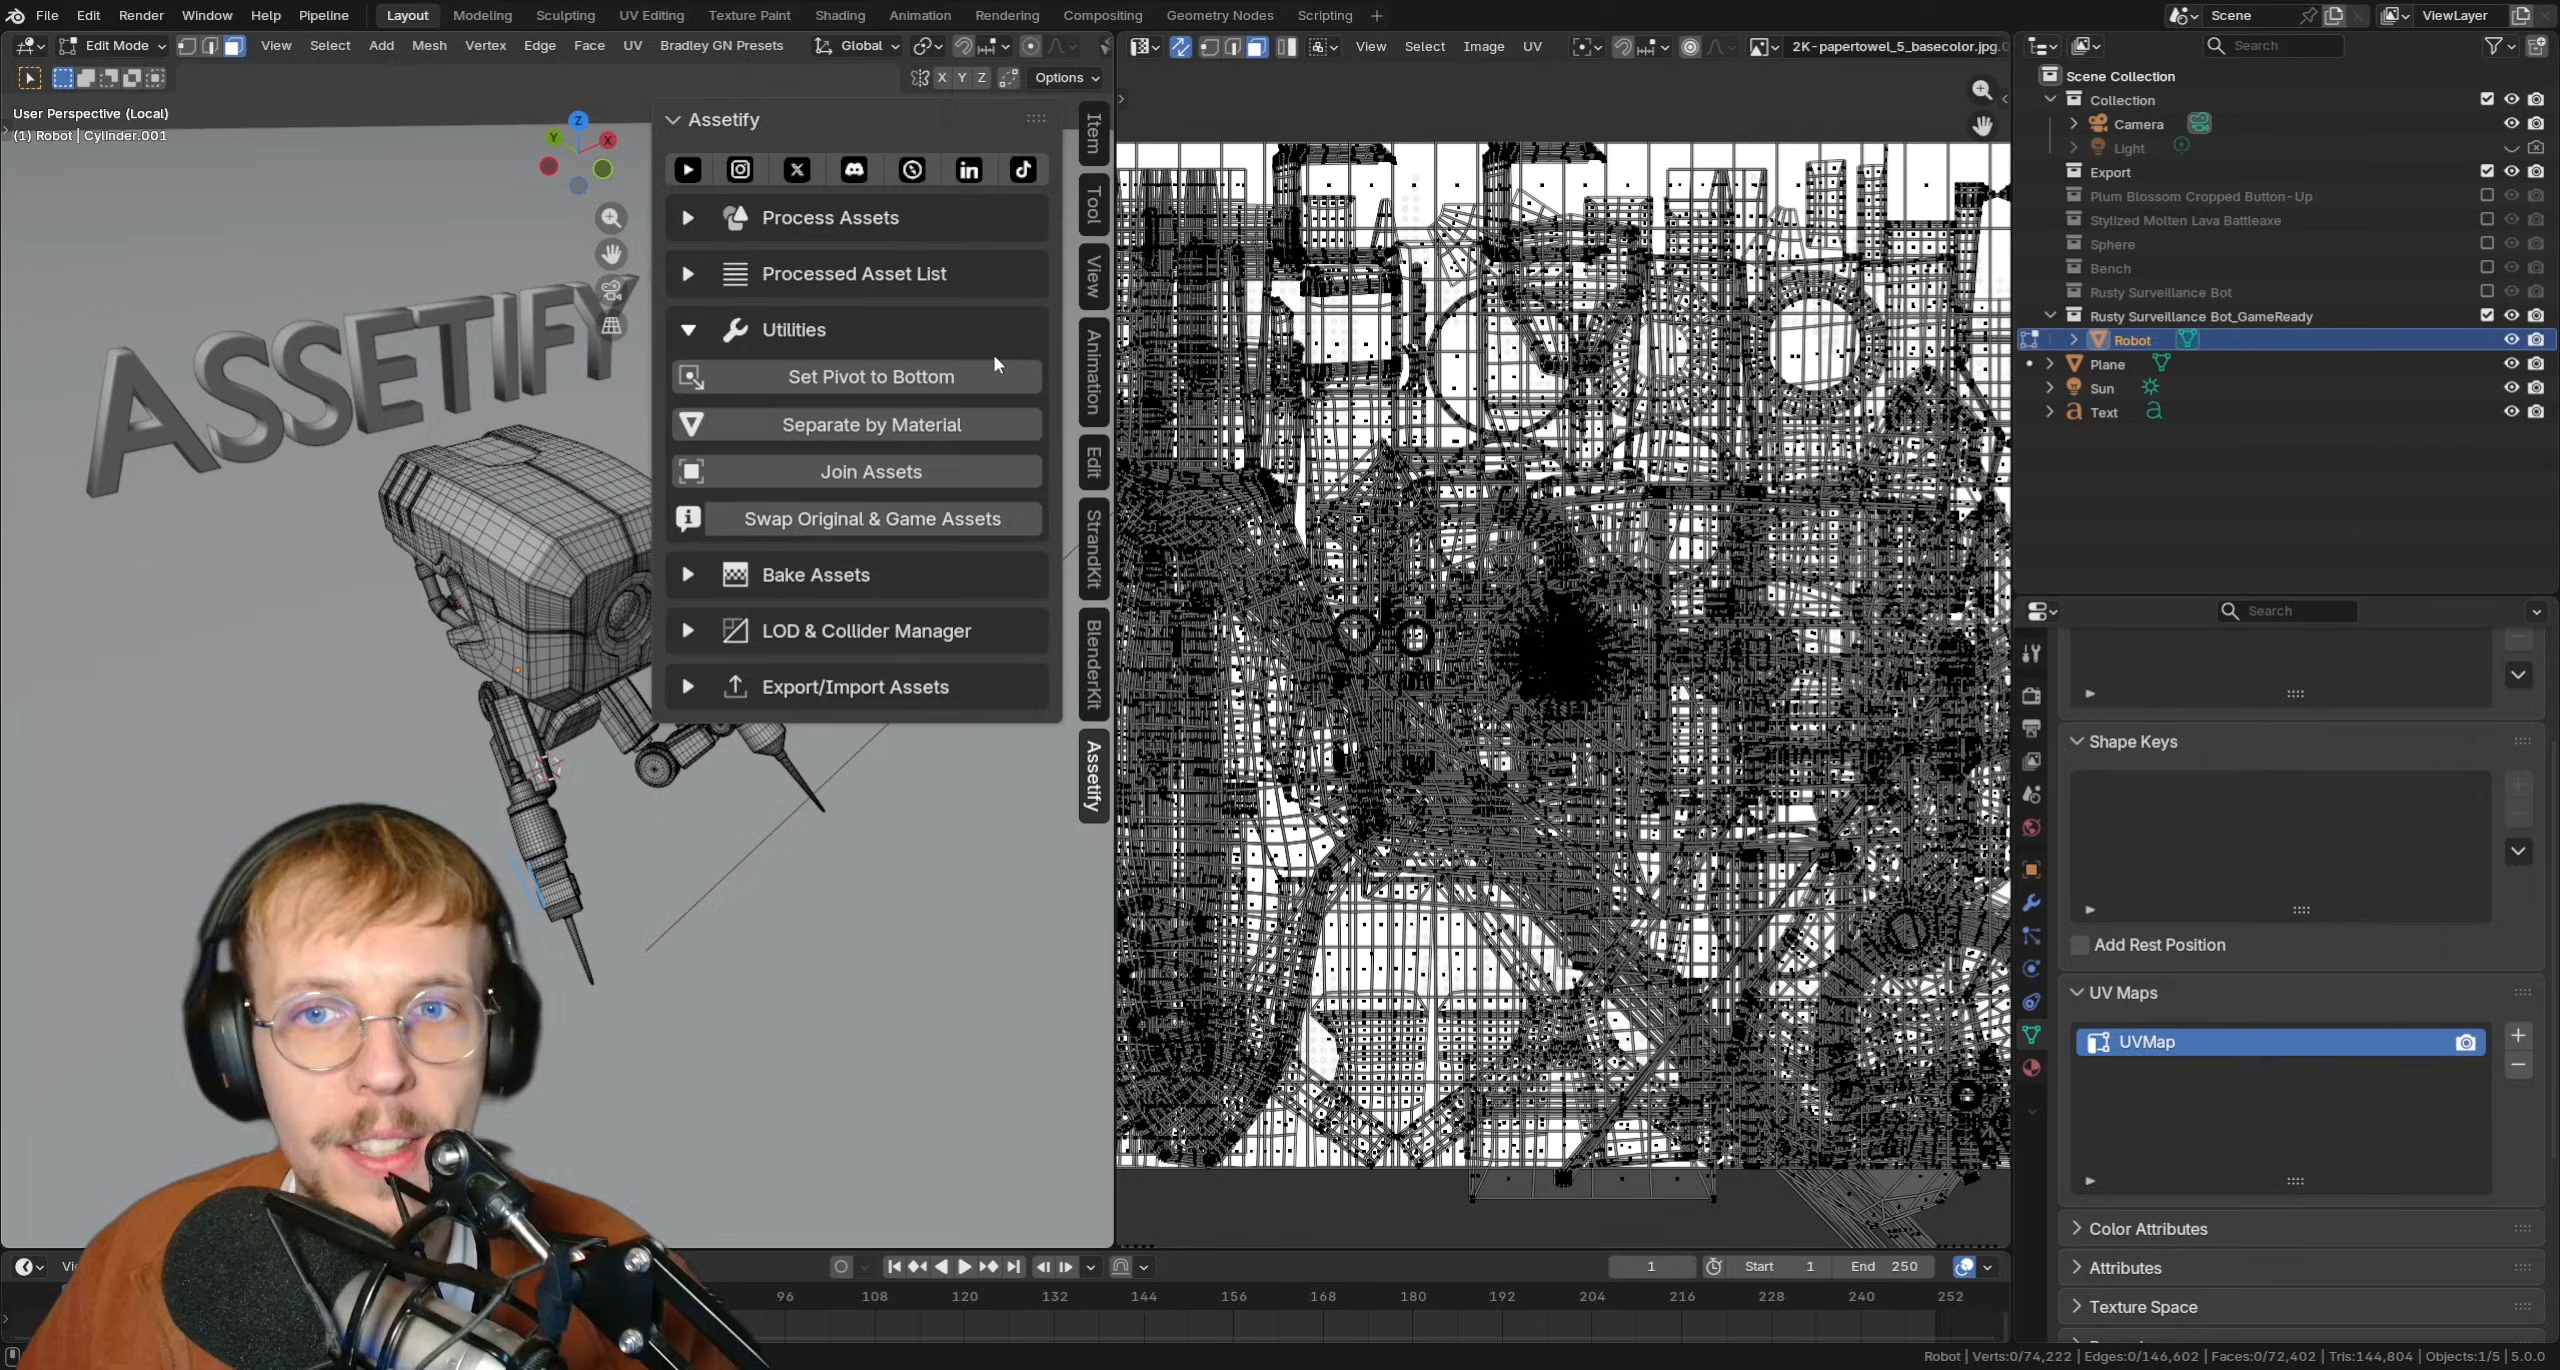 File Edit Render Window Help Pipeline Layout Modeling Sculpting UV Editing Texture Paint Shading Animation Rendering Compositing Geometry Nodes Scripting + Scene ViewLayer
Edit Mode View Select Add Mesh Vertex Edge Face UV Bradley GN Presets Global
X Y Z Options
User Perspective (Local)
(1) Robot | Cylinder.001
Z
Y
X
ASSETIFY
Assetify
Process Assets
Processed Asset List
Utilities
Set Pivot to Bottom
Separate by Material
Join Assets
Swap Original & Game Assets
Bake Assets
LOD & Collider Manager
Export/Import Assets
Item
Tool
View
Animation
Edit
StrandKit
BlenderKit
Assetify
View Select Image UV 2K-papertowel_5_basecolor.jpg.
Search
Scene Collection
Collection
Camera
Light
Export
Plum Blossom Cropped Button-Up
Stylized Molten Lava Battleaxe
Sphere
Bench
Rusty Surveillance Bot
Rusty Surveillance Bot_GameReady
Robot
Plane
Sun
Text
Search
Shape Keys
Add Rest Position
UV Maps
UVMap
Color Attributes
Attributes
Texture Space
1 Start 1 End 250
96 108 120 132 144 156 168 180 192 204 216 228 240 252
Robot | Verts:0/74,222 | Edges:0/146,602 | Faces:0/72,402 | Tris:144,804 | Objects:1/5 | 5.0.0